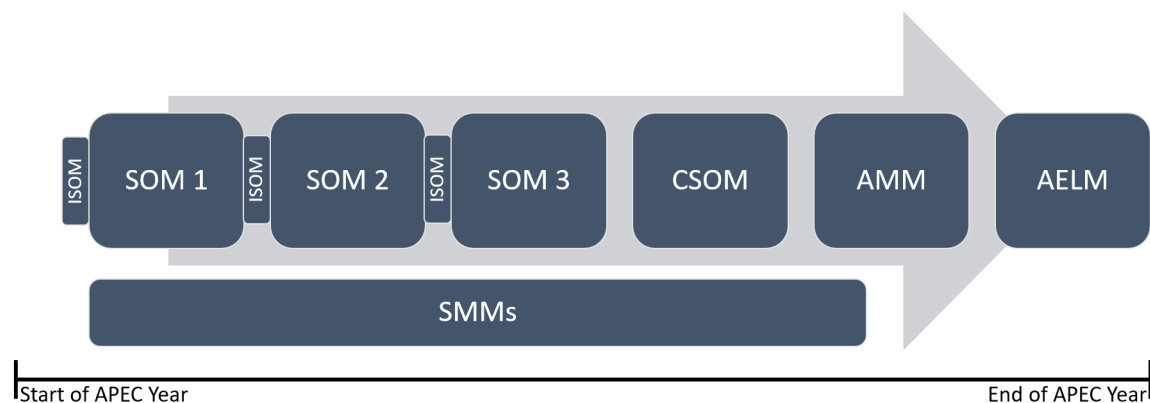 ISOM
SOM 1
ISOM
SOM 2
ISOM
SOM 3
CSOM
AMM
AELM
SMMs
Start of APEC Year
End of APEC Year